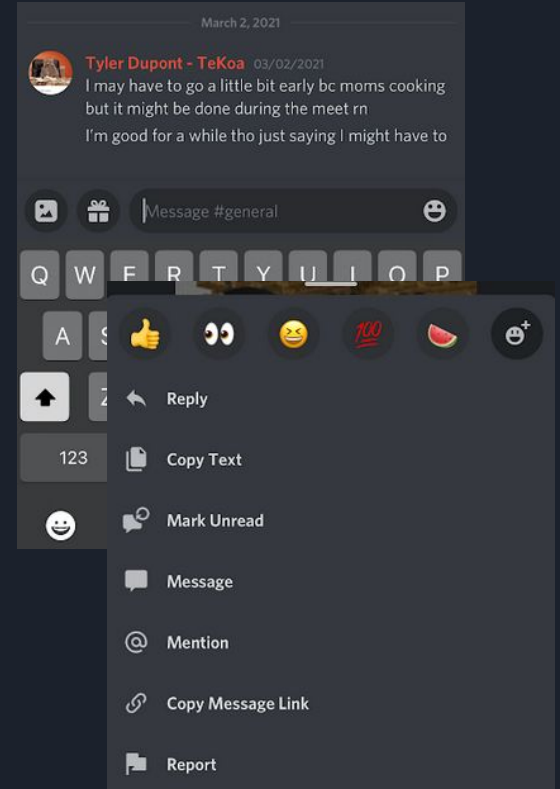 March 2, 2021
Tyler Dupont - TeKoa 03/02/2021
I may have to go a little bit early bc moms cooking
but it might be done during the meet rn
I'm good for a while tho just saying I might have to
Message #general
Q W E R T Y U I O P
A S
Z
123
100
Reply
Copy Text
Mark Unread
Message
Mention
Copy Message Link
Report